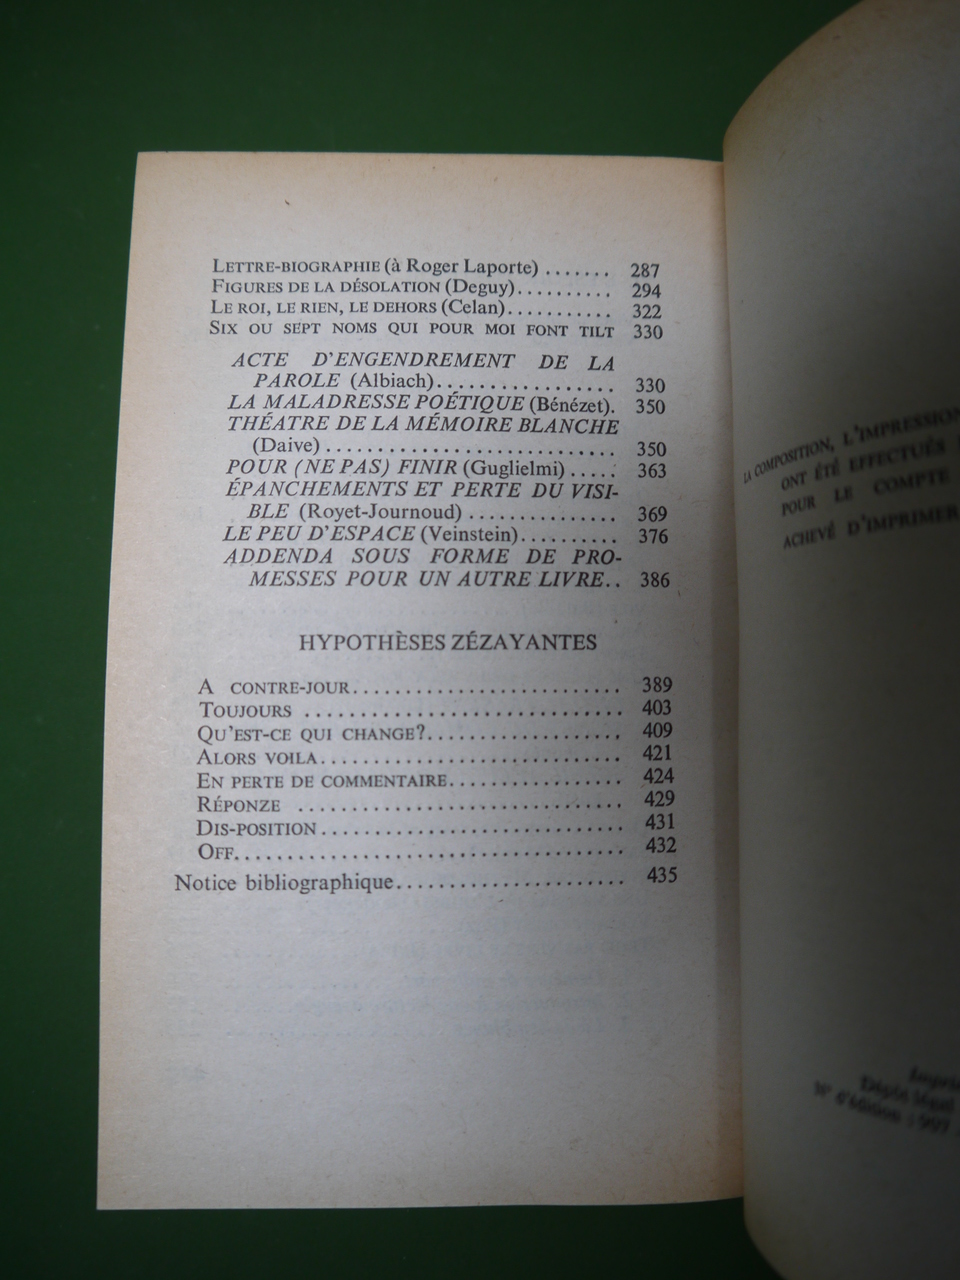 LETTRE-BIOGRAPHIE (à Roger Laporte) ....... 287
FIGURES DE LA DÉSOLATION (Deguy).......... 294
LE ROI, LE RIEN, LE DEHORS (Celan)........... 322
SIX OU SEPT NOMS QUI POUR MOI FONT TILT 330
ACTE D'ENGENDREMENT DE LA
PAROLE (Albiach)................. 330
LA MALADRESSE POÉTIQUE (Bénézet). 350
THÉATRE DE LA MÉMOIRE BLANCHE
(Daive)........................... 350
POUR (NE PAS) FINIR (Guglielmi)..... 363
ÉPANCHEMENTS ET PERTE DU VISI-
BLE (Royet-Journoud)............... 369
LE PEU D'ESPACE (Veinstein).......... 376
ADDENDA SOUS FORME DE PRO-
MESSES POUR UN AUTRE LIVRE.. 386
HYPOTHÈSES ZÉZAYANTES
A CONTRE-JOUR.......................... 389
TOUJOURS .............................. 403
QU'EST-CE QUI CHANGE?................... 409
ALORS VOILA............................. 421
EN PERTE DE COMMENTAIRE................. 424
RÉPONZE ............................... 429
DIS-POSITION............................. 431
OFF..................................... 432
Notice bibliographique...................... 435
LA COMPOSITION, L'IMPRESSION
ONT ÉTÉ EFFECTUÉS
POUR LE COMPTE
ACHEVÉ D'IMPRIMER
Dépôt légal
N° d'édition : 997